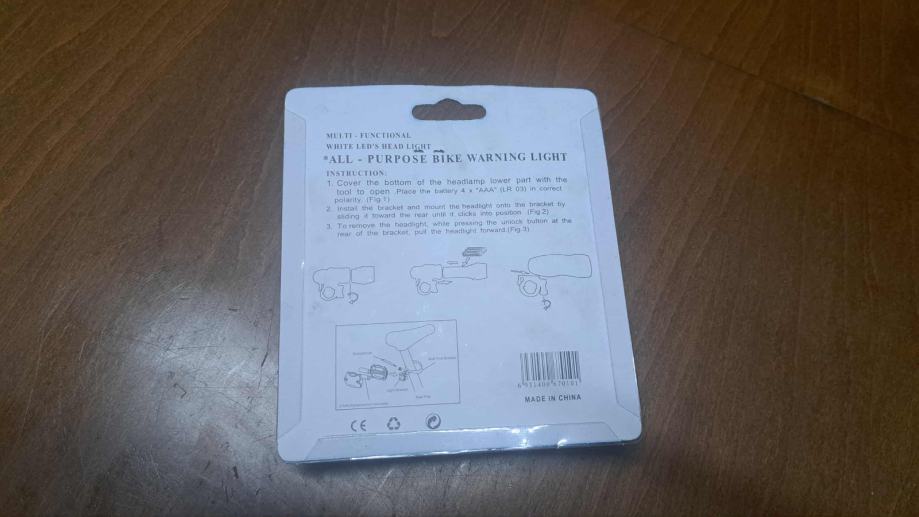 MULTI - FUNCTIONAL
WHITE LED'S HEAD LIGHT
*ALL - PURPOSE BIKE WARNING LIGHT
INSTRUCTION:
1. Cover the bottom of the headlamp lower part with the
tool to open .Place the battery 4 x "AAA" (LR 03) in correct
polarity. (Fig.1)
2. Install the bracket and mount the headlight onto the bracket by
sliding it toward the rear until it clicks into position (Fig.2)
3. To remove the headlight, while pressing the unlock button at the
rear of the bracket, pull the headlight forward.(Fig.3)
MADE IN CHINA
CE